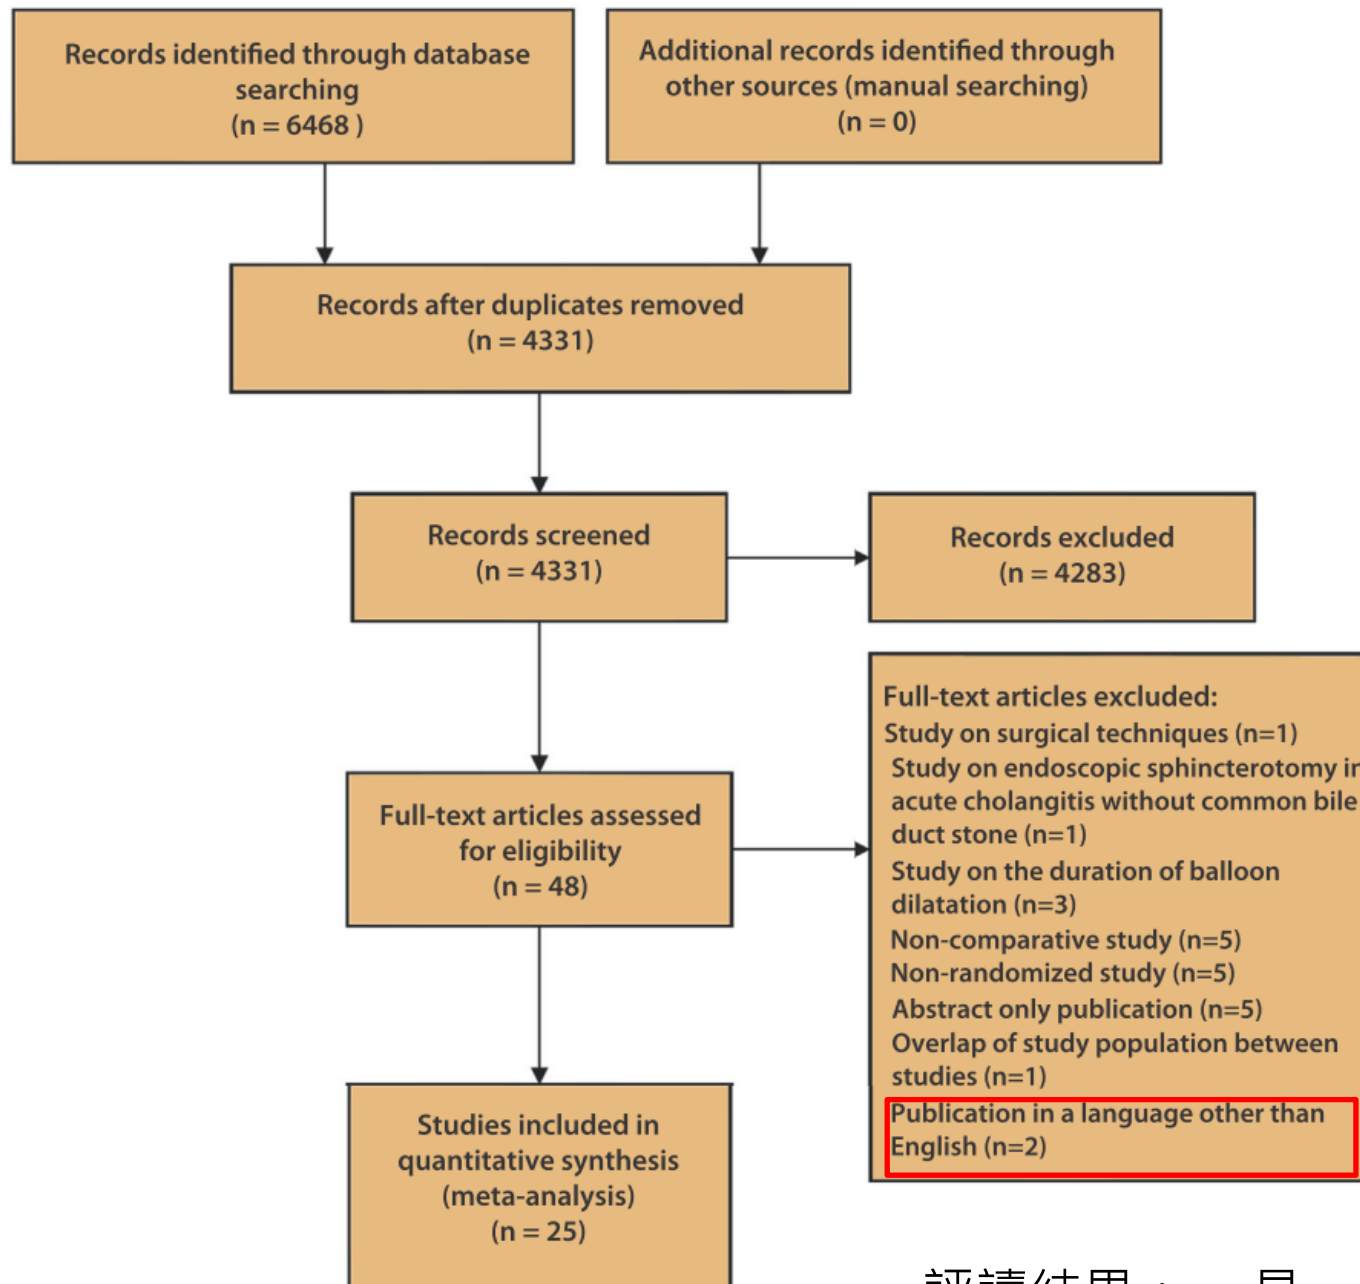 Records identified through database
searching
(n = 6468 )
Additional records identified through
other sources (manual searching)
(n = 0)
Records after duplicates removed
(n = 4331)
Records screened
(n = 4331)
Records excluded
(n = 4283)
Full-text articles assessed
for eligibility
(n = 48)
Full-text articles excluded:
Study on surgical techniques (n=1)
Study on endoscopic sphincterotomy in
acute cholangitis without common bile
duct stone (n=1)
Study on the duration of balloon
dilatation (n=3)
Non-comparative study (n=5)
Non-randomized study (n=5)
Abstract only publication (n=5)
Overlap of study population between
studies (n=1)
Publication in a language other than
English (n=2)
Studies included in
quantitative synthesis
(meta-analysis)
(n = 25)
評讀結果：